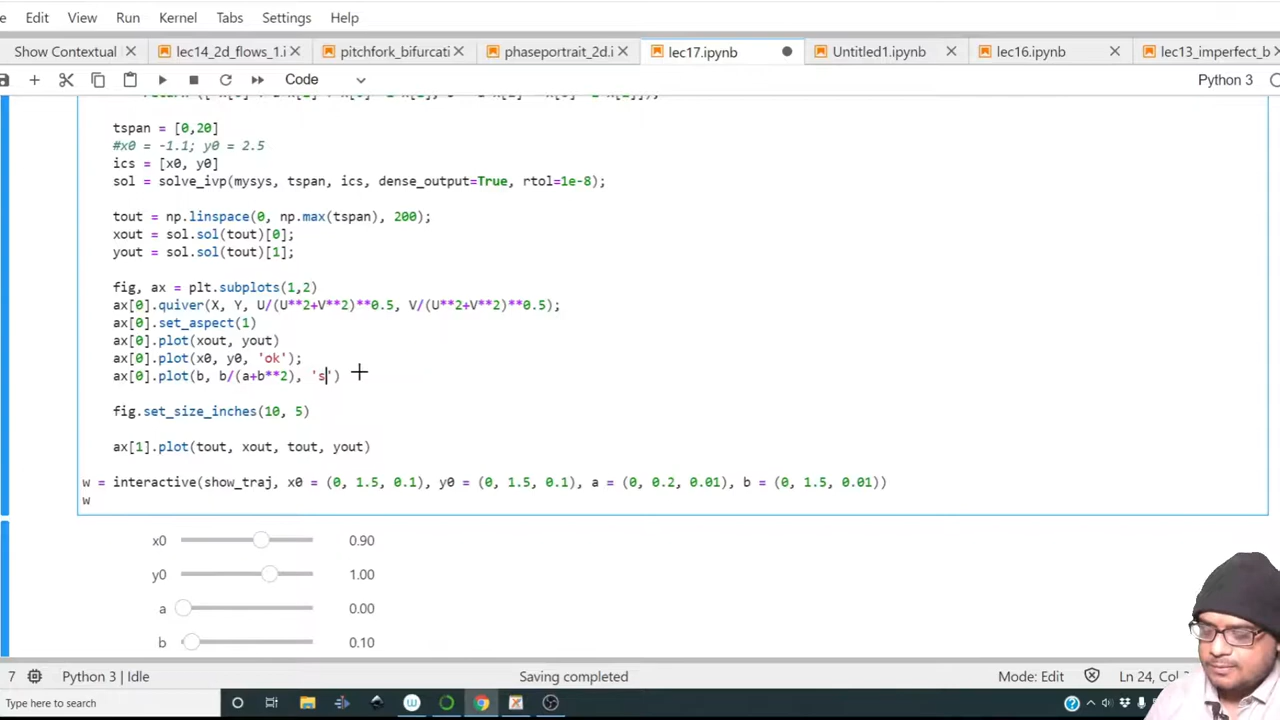 Edit View Run Kernel Tabs Settings Help
Show Contextual lec14_2d_flows_1.i pitchfork_bifurcati phaseportrait_2d.i lec17.ipynb Untitled1.ipynb lec16.ipynb lec13_imperfect_b
Code Python 3
tspan = [0,20]
#x0 = -1.1; y0 = 2.5
ics = [x0, y0]
sol = solve_ivp(mysys, tspan, ics, dense_output=True, rtol=1e-8);
tout = np.linspace(0, np.max(tspan), 200);
xout = sol.sol(tout)[0];
yout = sol.sol(tout)[1];
fig, ax = plt.subplots(1,2)
ax[0].quiver(X, Y, U/(U**2+V**2)**0.5, V/(U**2+V**2)**0.5);
ax[0].set_aspect(1)
ax[0].plot(xout, yout)
ax[0].plot(x0, y0, 'ok');
ax[0].plot(b, b/(a+b**2), 's')
fig.set_size_inches(10, 5)
ax[1].plot(tout, xout, tout, yout)
w = interactive(show_traj, x0 = (0, 1.5, 0.1), y0 = (0, 1.5, 0.1), a = (0, 0.2, 0.01), b = (0, 1.5, 0.01))
w
x0 0.90
y0 1.00
a 0.00
b 0.10
7 Python 3 | Idle Saving completed Mode: Edit Ln 24, Col
Type here to search